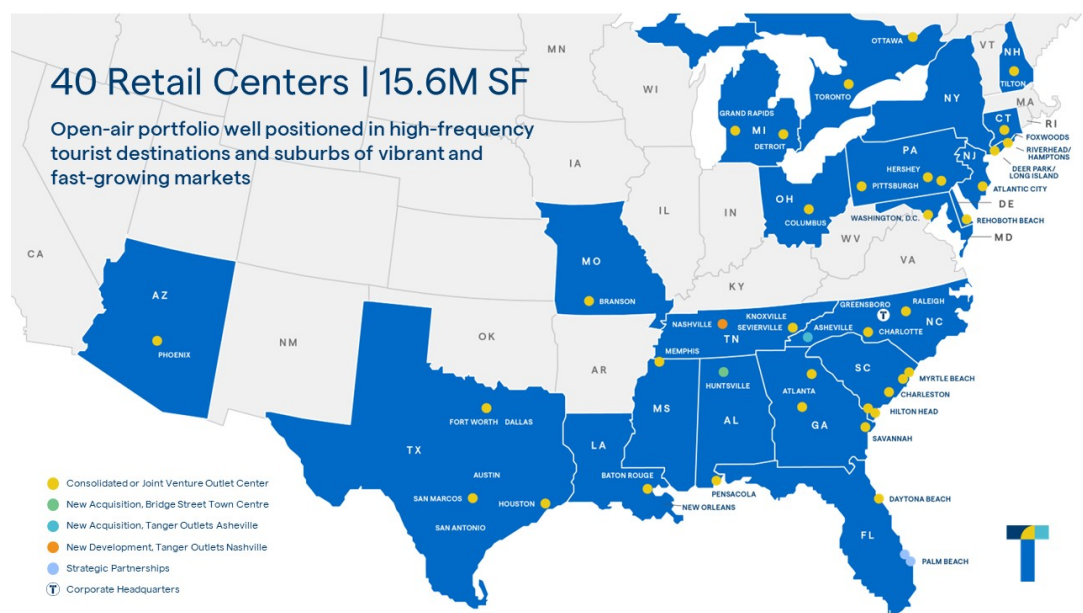 40 Retail Centers | 15.6M SF
Open-air portfolio well positioned in high-frequency
tourist destinations and suburbs of vibrant and
fast-growing markets
MN
WI
IA
IL
IN
CA
NM
OK
AR
KY
WV
VA
VT
MA
RI
DE
MD
OTTAWA
TORONTO
NH
TILTON
NY
CT
FOXWOODS
RIVERHEAD/
HAMPTONS
DEER PARK/
LONG ISLAND
GRAND RAPIDS
MI
DETROIT
PA
NJ
HERSHEY
PITTSBURGH
ATLANTIC CITY
OH
COLUMBUS
WASHINGTON, D.C.
REHOBOTH BEACH
MO
BRANSON
AZ
PHOENIX
NASHVILLE
KNOXVILLE
SEVIERVILLE
TN
MEMPHIS
GREENSBORO
T
RALEIGH
NC
ASHEVILLE
CHARLOTTE
SC
MYRTLE BEACH
CHARLESTON
HILTON HEAD
SAVANNAH
HUNTSVILLE
ATLANTA
MS
AL
GA
FORT WORTH
DALLAS
TX
AUSTIN
SAN MARCOS
HOUSTON
SAN ANTONIO
LA
BATON ROUGE
NEW ORLEANS
PENSACOLA
DAYTONA BEACH
FL
PALM BEACH
Consolidated or Joint Venture Outlet Center
New Acquisition, Bridge Street Town Centre
New Acquisition, Tanger Outlets Asheville
New Development, Tanger Outlets Nashville
Strategic Partnerships
T Corporate Headquarters
T